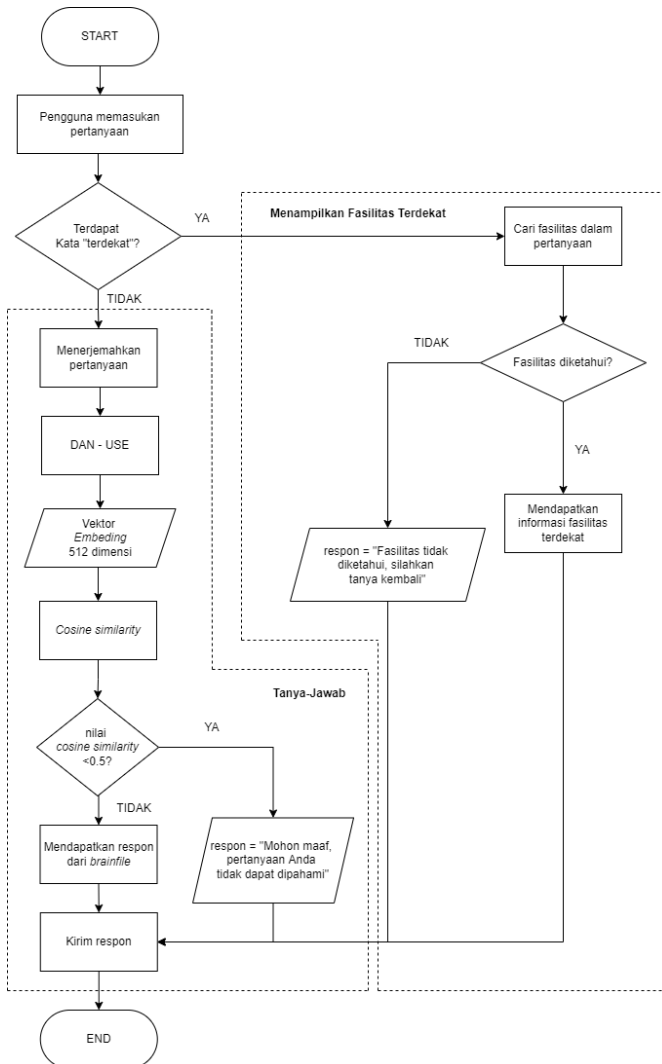 START
Pengguna memasukan
pertanyaan
Terdapat
Kata "terdekat"?
YA
Menampilkan Fasilitas Terdekat
Cari fasilitas dalam
pertanyaan
TIDAK
Menerjemahkan
pertanyaan
TIDAK
Fasilitas diketahui?
DAN - USE
YA
Vektor
Embeding
512 dimensi
Mendapatkan
informasi fasilitas
terdekat
respon = "Fasilitas tidak
diketahui, silahkan
tanya kembali"
Cosine similarity
Tanya-Jawab
nilai
cosine similarity
<0.5?
YA
TIDAK
Mendapatkan respon
dari brainfile
respon = "Mohon maaf,
pertanyaan Anda
tidak dapat dipahami"
Kirim respon
END